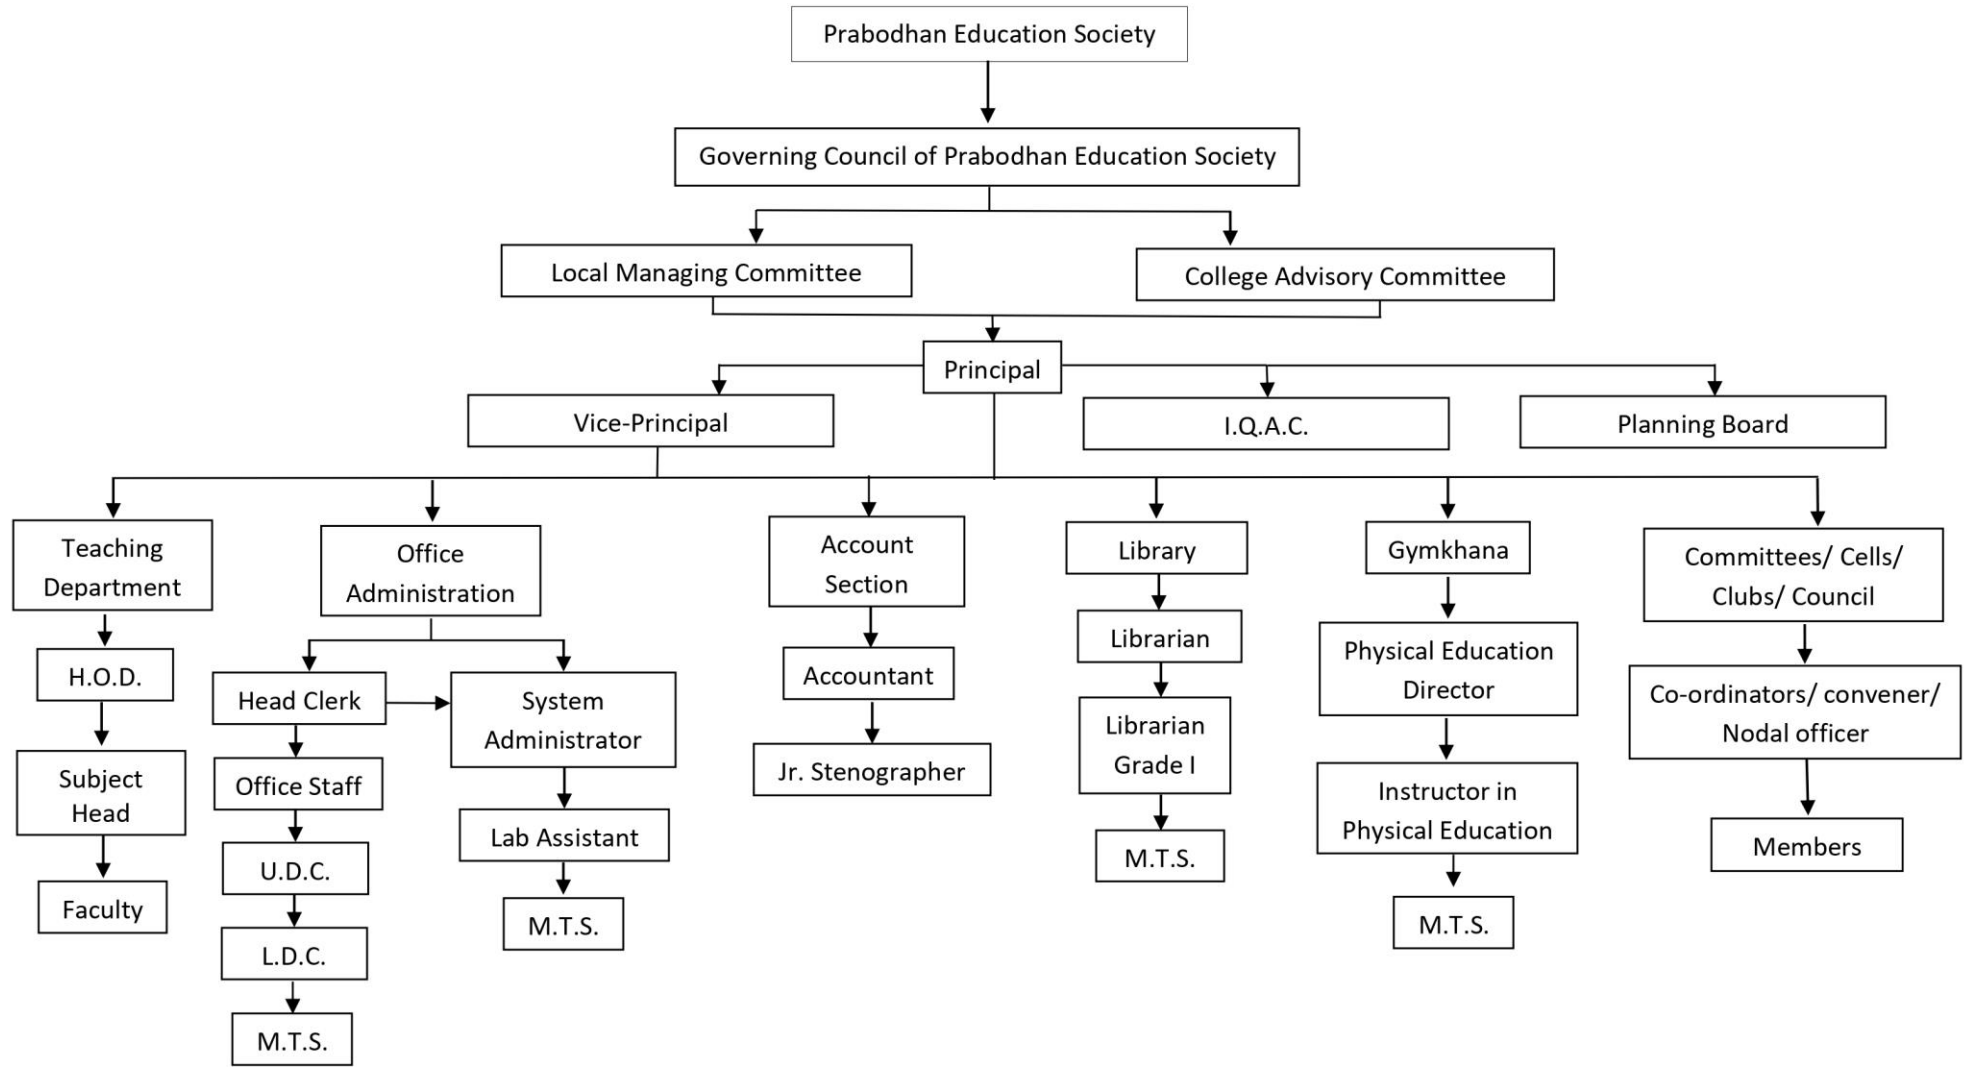 Prabodhan Education Society
Governing Council of Prabodhan Education Society
Local Managing Committee
College Advisory Committee
Principal
Vice-Principal
I.Q.A.C.
Planning Board
Teaching
Department
Office
Administration
Account
Section
Library
Gymkhana
Committees/ Cells/
Clubs/ Council
H.O.D.
Subject
Head
Faculty
Head Clerk
Office Staff
U.D.C.
L.D.C.
M.T.S.
System
Administrator
Lab Assistant
M.T.S.
Accountant
Jr. Stenographer
Librarian
Librarian
Grade I
M.T.S.
Physical Education
Director
Instructor in
Physical Education
M.T.S.
Co-ordinators/ convener/
Nodal officer
Members